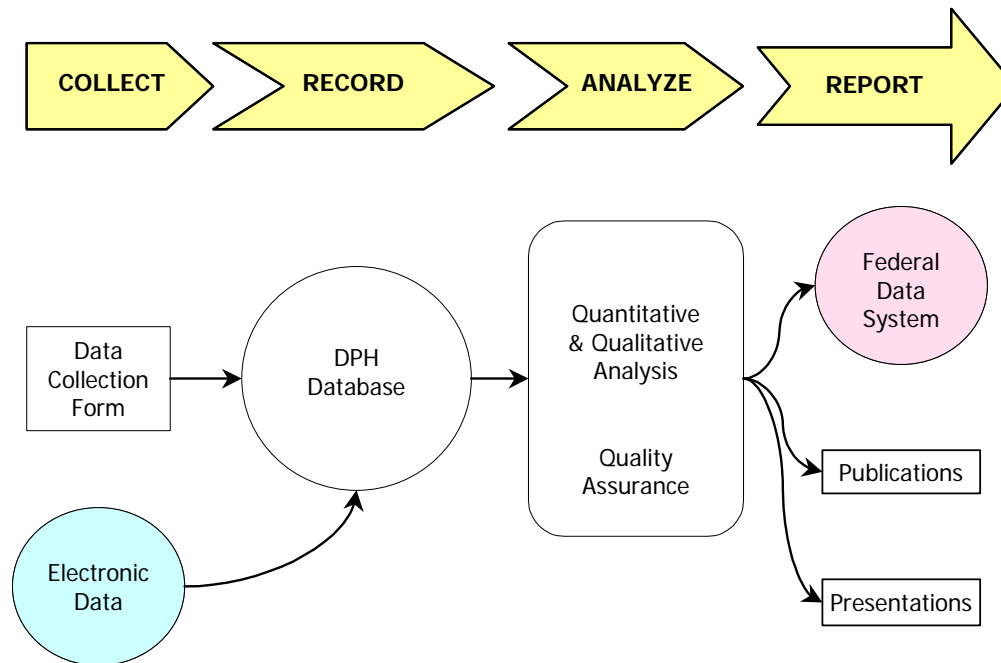 COLLECT
RECORD
ANALYZE
REPORT
Data
Collection
Form
Electronic
Data
DPH
Database
Quantitative
& Qualitative
Analysis
Quality
Assurance
Federal
Data
System
Publications
Presentations